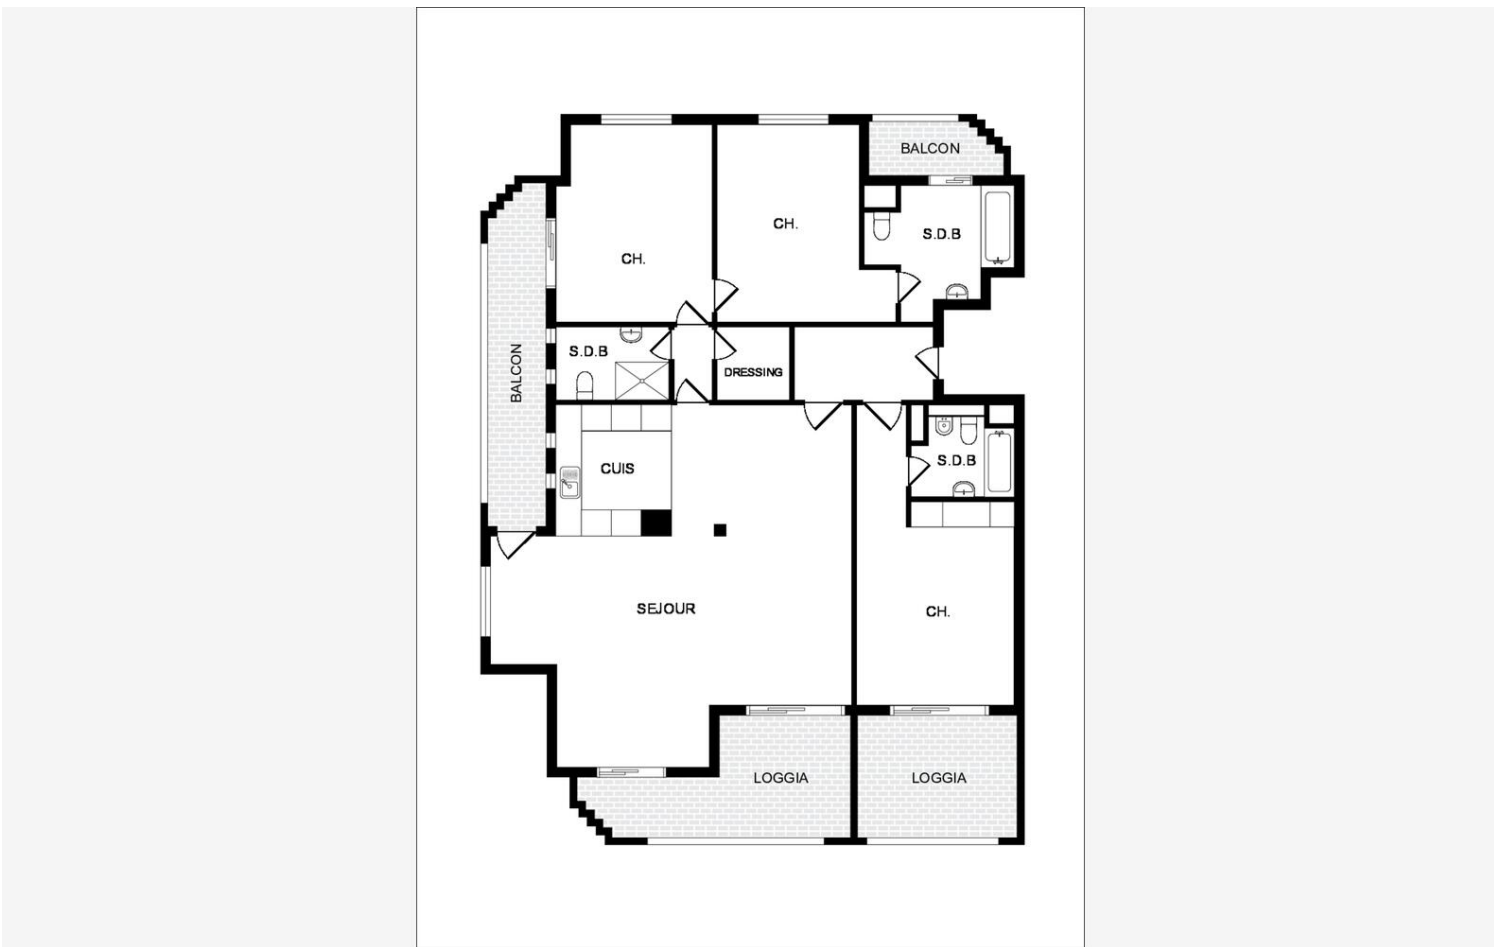 BALCON
CH.
S.D.B
CH.
S.D.B
BALCON
DRESSING
CUIS
S.D.B
SEJOUR
CH.
LOGGIA
LOGGIA